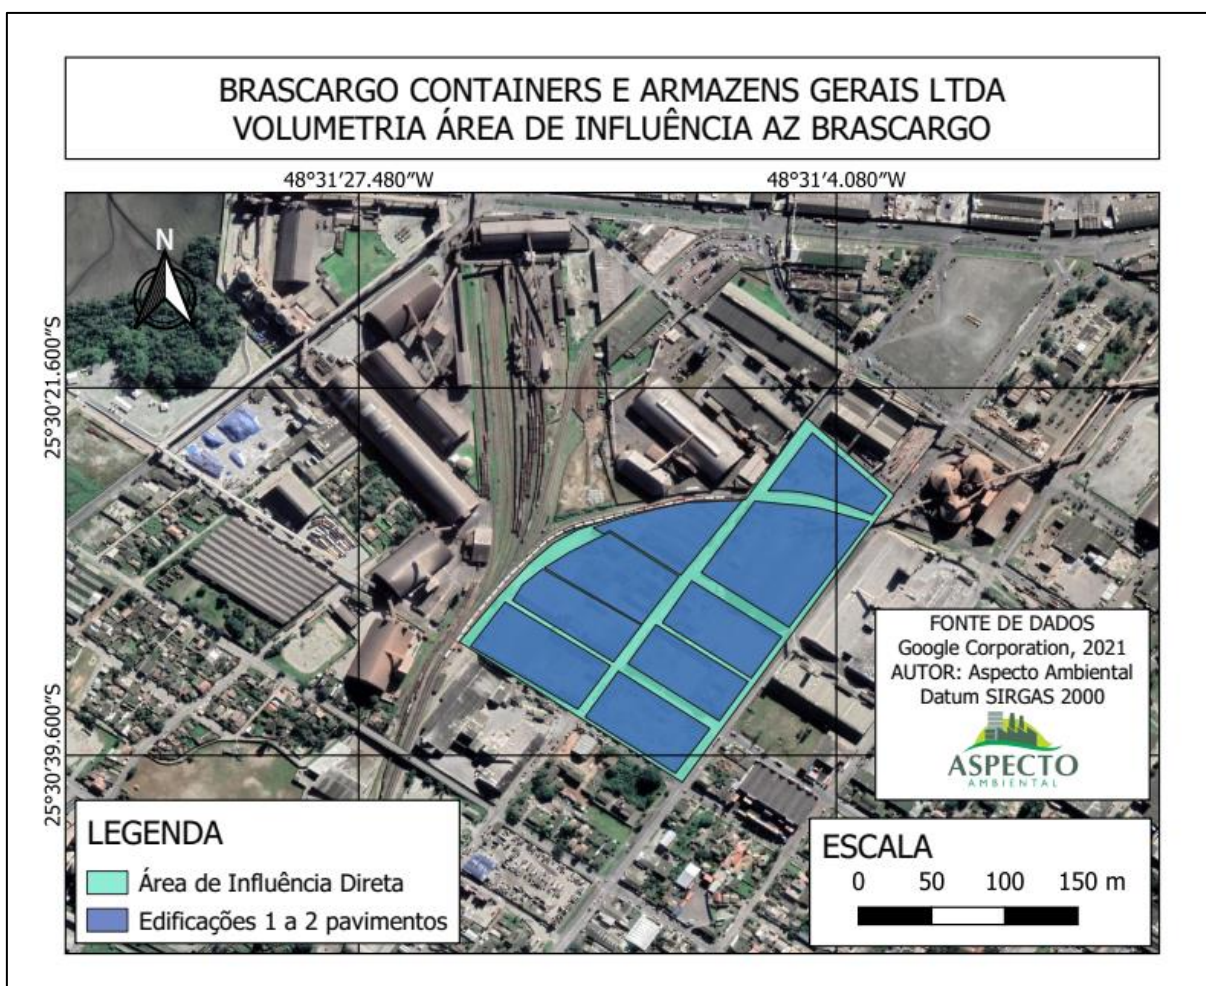 BRASCARGO CONTAINERS E ARMAZENS GERAIS LTDA
VOLUMETRIA ÁREA DE INFLUÊNCIA AZ BRASCARGO
48°31'27.480"W
48°31'4.080"W
N
25°30'21.600"S
25°30'39.600"S
FONTE DE DADOS
Google Corporation, 2021
AUTOR: Aspecto Ambiental
Datum SIRGAS 2000
ASPECTO
AMBIENTAL
LEGENDA
Área de Influência Direta
Edificações 1 a 2 pavimentos
ESCALA
0 50 100 150 m